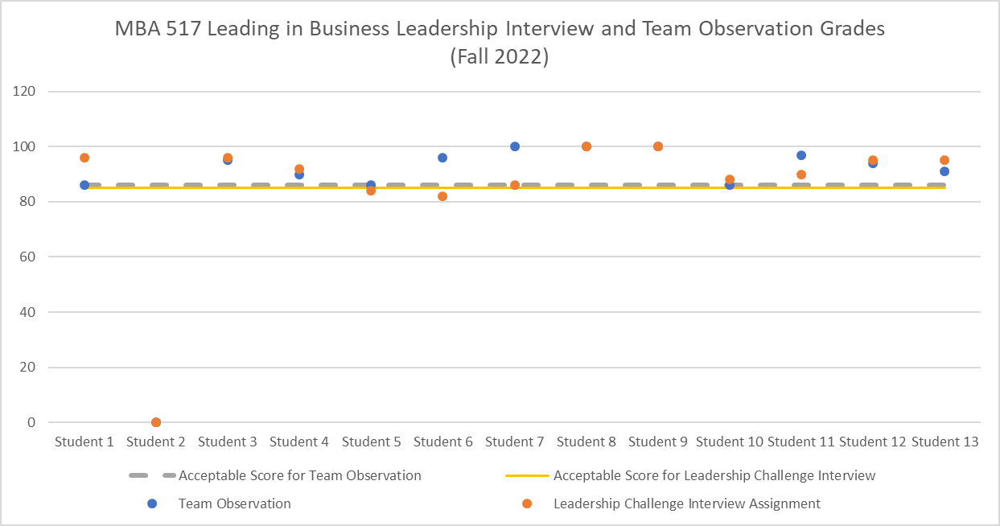 MBA 517 Leading in Business Leadership Interview and Team Observation Grades
(Fall 2022)
120
100
80
60
40
20
0
Student 1 Student 2 Student 3 Student 4 Student 5 Student 6 Student 7 Student 8 Student 9 Student 10 Student 11 Student 12 Student 13
Acceptable Score for Team Observation Acceptable Score for Leadership Challenge Interview
Team Observation Leadership Challenge Interview Assignment